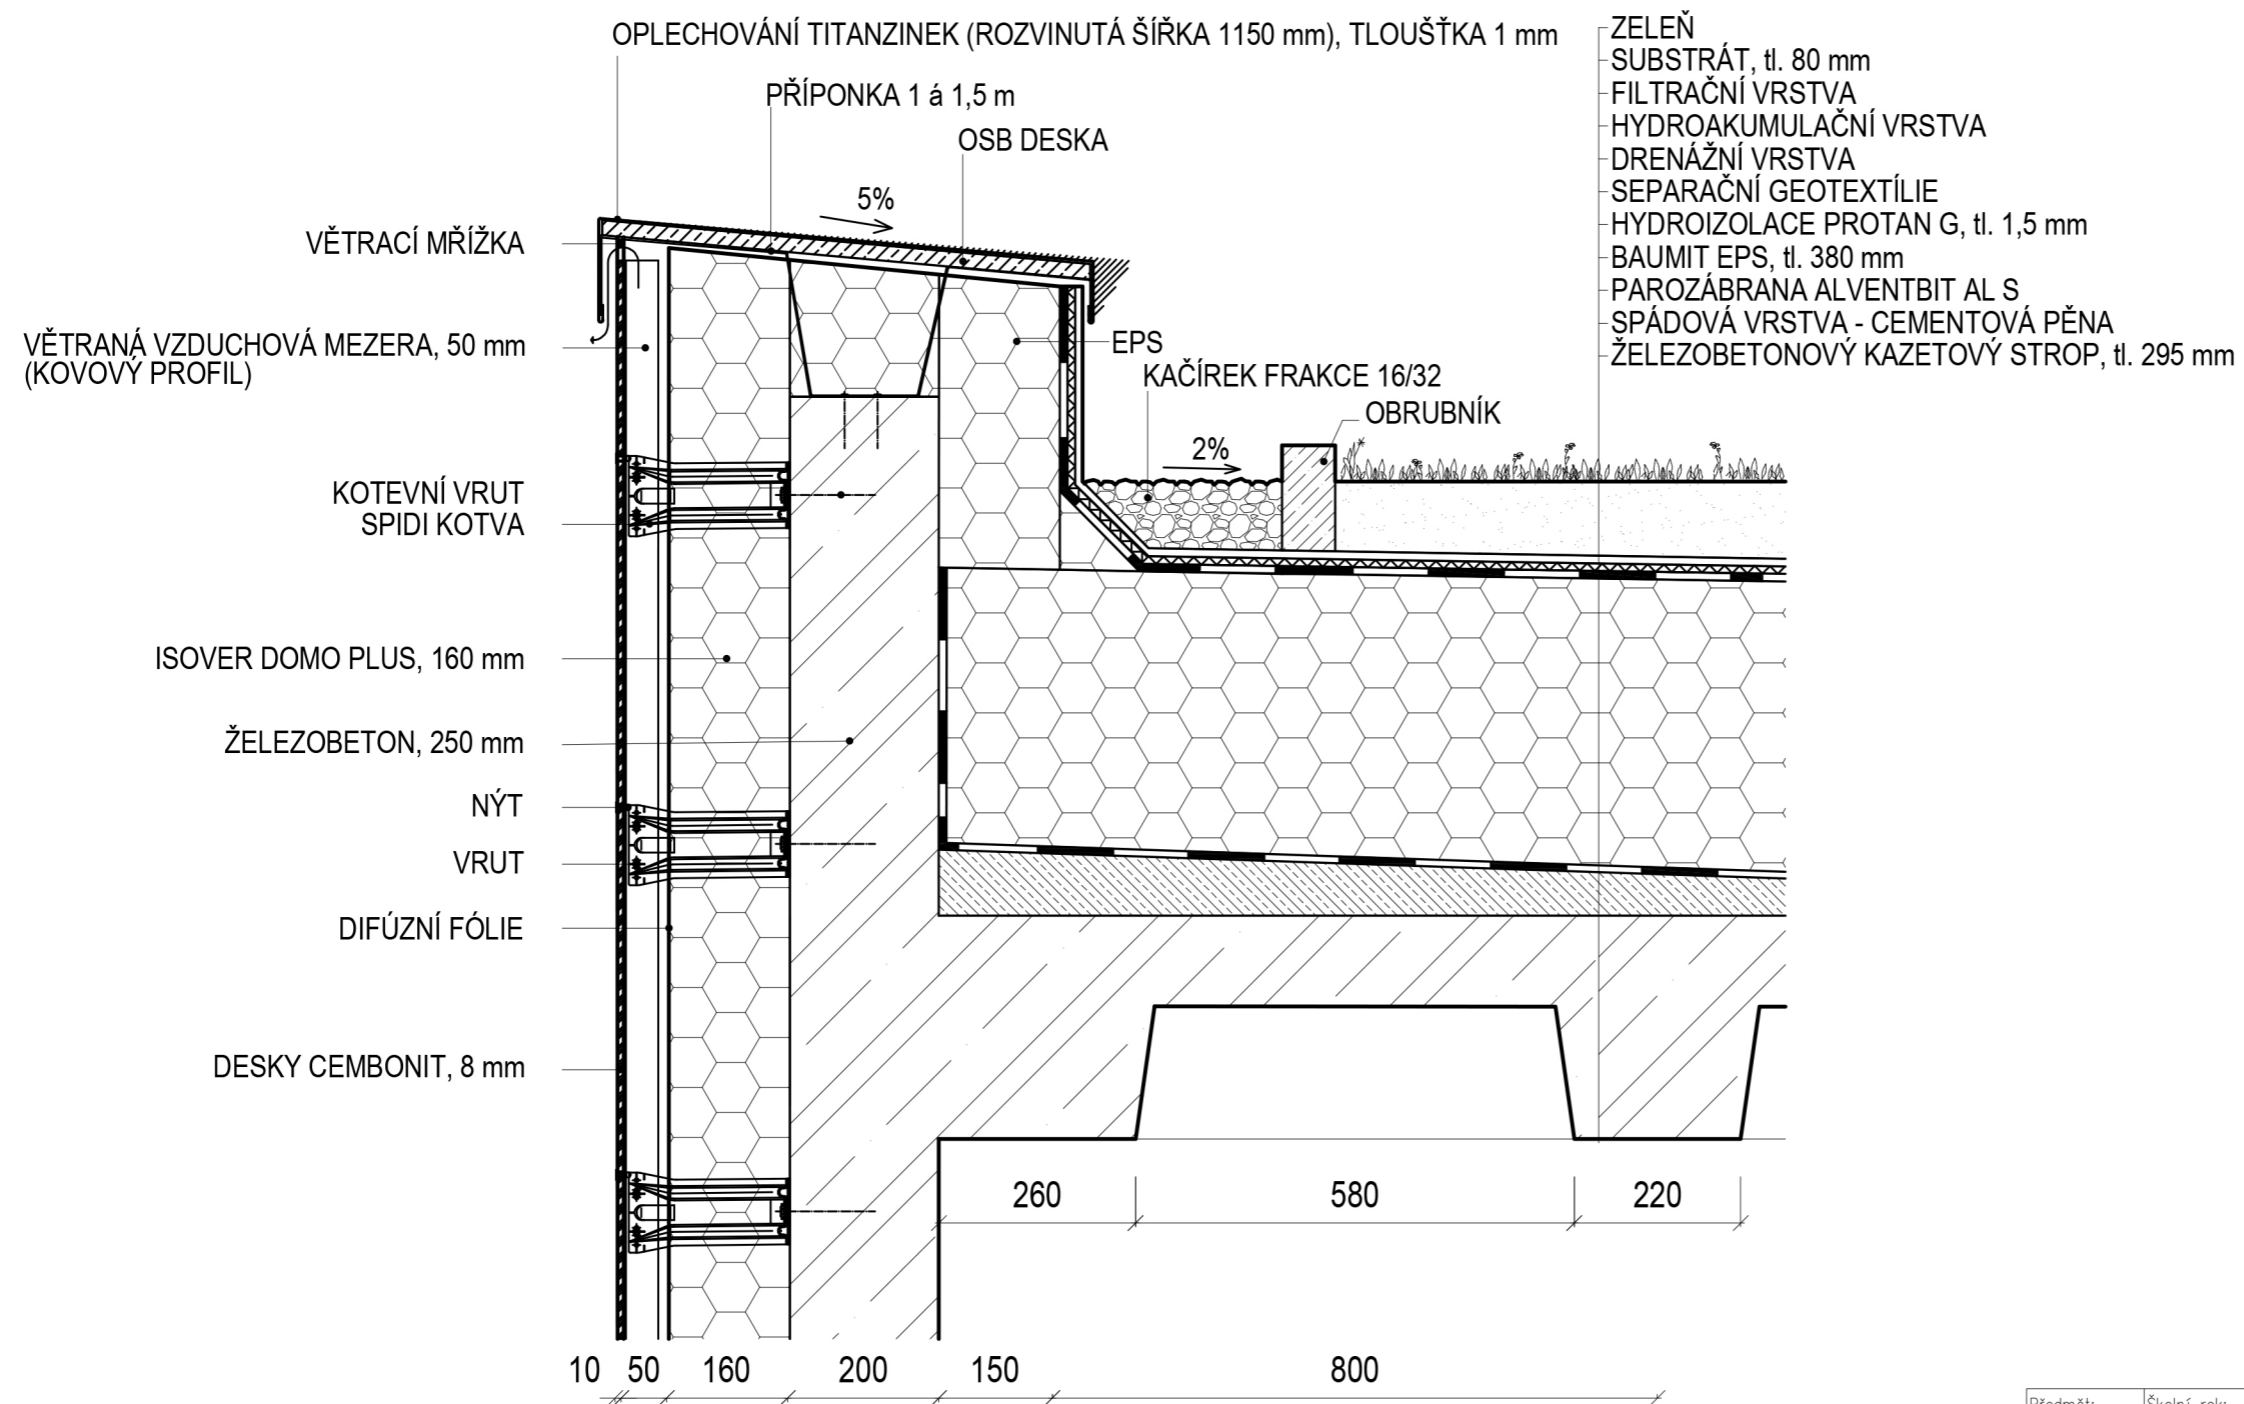 OPLECHOVÁNÍ TITANZINEK (ROZVINUTÁ ŠÍŘKA 1150 mm), TLOUŠŤKA 1 mm
PŘÍPONKA 1 á 1,5 m
OSB DESKA
5%
ZELEŇ
SUBSTRÁT, tl. 80 mm
FILTRAČNÍ VRSTVA
HYDROAKUMULAČNÍ VRSTVA
DRENÁŽNÍ VRSTVA
SEPARAČNÍ GEOTEXTÍLIE
HYDROIZOLACE PROTAN G, tl. 1,5 mm
BAUMIT EPS, tl. 380 mm
PAROZÁBRANA ALVENTBIT AL S
SPÁDOVÁ VRSTVA - CEMENTOVÁ PĚNA
ŽELEZOBETONOVÝ KAZETOVÝ STROP, tl. 295 mm
VĚTRACÍ MŘÍŽKA
VĚTRANÁ VZDUCHOVÁ MEZERA, 50 mm
(KOVOVÝ PROFIL)
EPS
KAČÍREK FRAKCE 16/32
OBRUBNÍK
2%
KOTEVNÍ VRUT
SPIDI KOTVA
ISOVER DOMO PLUS, 160 mm
ŽELEZOBETON, 250 mm
NÝT
VRUT
DIFÚZNÍ FÓLIE
DESKY CEMBONIT, 8 mm
260 580 220
10 50 160 200 150 800
Předmět: Školní rok: